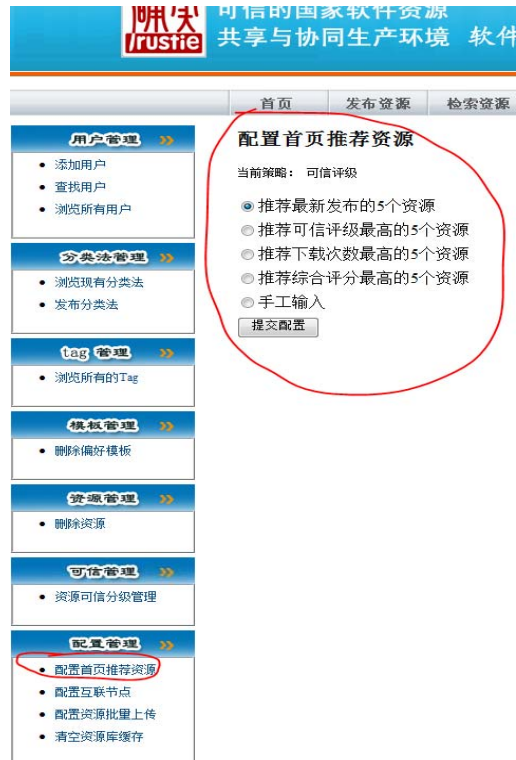 确实
Trustie
可信的国家软件资源
共享与协同生产环境 软件
首页 发布资源 检索资源
用户管理
添加用户
查找用户
浏览所有用户
分类法管理
浏览现有分类法
发布分类法
tag 管理
浏览所有的Tag
模板管理
删除偏好模板
资源管理
删除资源
可信管理
资源可信分级管理
配置管理
配置首页推荐资源
配置互联节点
配置资源批量上传
清空资源库缓存
配置首页推荐资源
当前策略: 可信评级
推荐最新发布的5个资源
推荐可信评级最高的5个资源
推荐下载次数最高的5个资源
推荐综合评分最高的5个资源
手工输入
提交配置